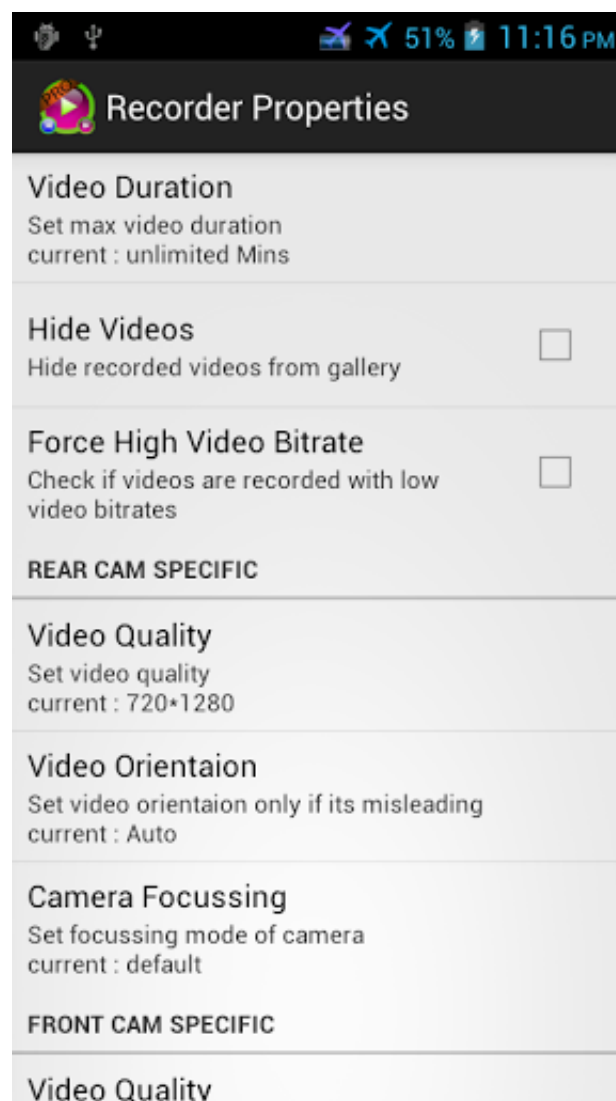 51% 11:16 PM
PRO
Recorder Properties
Video Duration
Set max video duration
current : unlimited Mins
Hide Videos
Hide recorded videos from gallery
Force High Video Bitrate
Check if videos are recorded with low
video bitrates
REAR CAM SPECIFIC
Video Quality
Set video quality
current : 720*1280
Video Orientaion
Set video orientaion only if its misleading
current : Auto
Camera Focussing
Set focussing mode of camera
current : default
FRONT CAM SPECIFIC
Video Quality